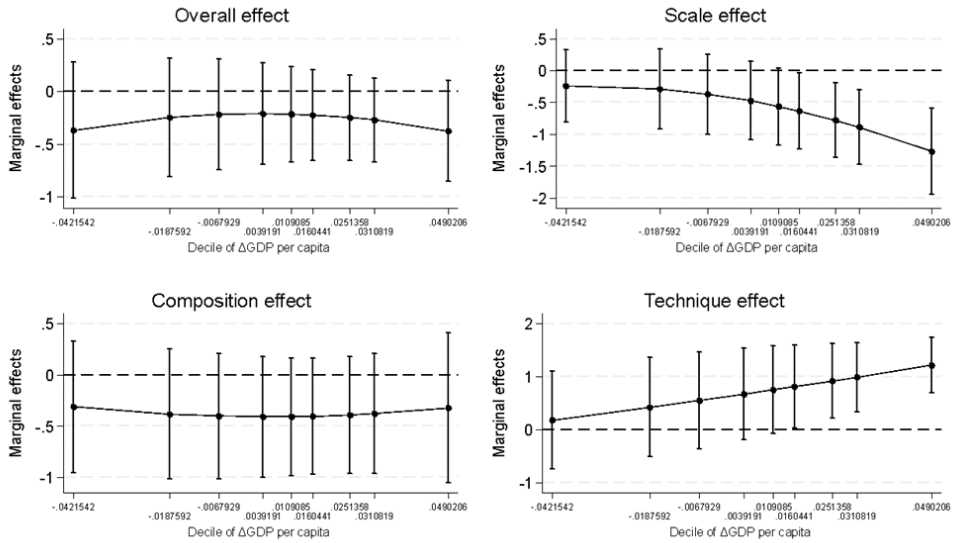 Overall effect
Marginal effects
.5
0
-.5
-1
-.0421542 -.0067929 .0109085 .0251358 .0490206
-.0187592 .0039191 .0160441 .0310819
Decile of ΔGDP per capita
Scale effect
Marginal effects
.5
0
-.5
-1
-1.5
-2
-.0421542 -.0067929 .0109085 .0251358 .0490206
-.0187592 .0039191 .0160441 .0310819
Decile of ΔGDP per capita
Composition effect
Marginal effects
.5
0
-.5
-1
-.0421542 -.0067929 .0109085 .0251358 .0490206
-.0187592 .0039191 .0160441 .0310819
Decile of ΔGDP per capita
Technique effect
Marginal effects
2
1
0
-1
-.0421542 -.0067929 .0109085 .0251358 .0490206
-.0187592 .0039191 .0160441 .0310819
Decile of ΔGDP per capita